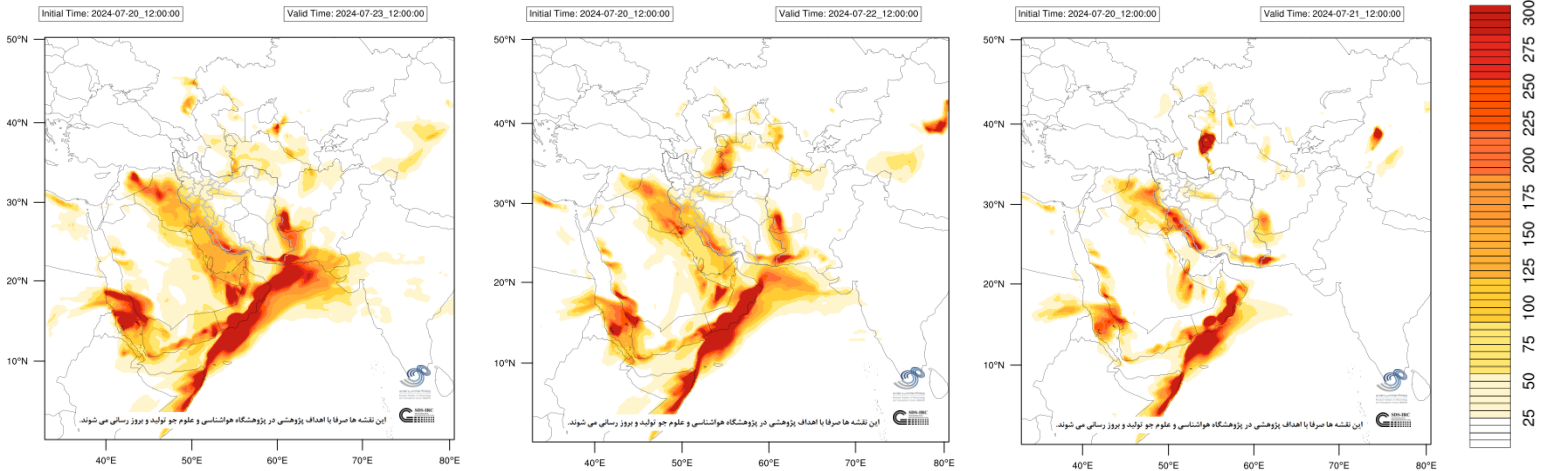 Initial Time: 2024-07-20_12:00:00 Valid Time: 2024-07-23_12:00:00
50°N
40°N
30°N
20°N
10°N
40°E 50°E 60°E 70°E 80°E
SDS-IRC
این نقشه ها صرفا با اهداف پژوهشی در پژوهشگاه هواشناسی و علوم جو تولید و بروز رسانی می شوند.
Initial Time: 2024-07-20_12:00:00 Valid Time: 2024-07-22_12:00:00
50°N
40°N
30°N
20°N
10°N
40°E 50°E 60°E 70°E 80°E
SDS-IRC
این نقشه ها صرفا با اهداف پژوهشی در پژوهشگاه هواشناسی و علوم جو تولید و بروز رسانی می شوند.
Initial Time: 2024-07-20_12:00:00 Valid Time: 2024-07-21_12:00:00
50°N
40°N
30°N
20°N
10°N
40°E 50°E 60°E 70°E 80°E
SDS-IRC
این نقشه ها صرفا با اهداف پژوهشی در پژوهشگاه هواشناسی و علوم جو تولید و بروز رسانی می شوند.
300
275
250
225
200
175
150
125
100
75
50
25